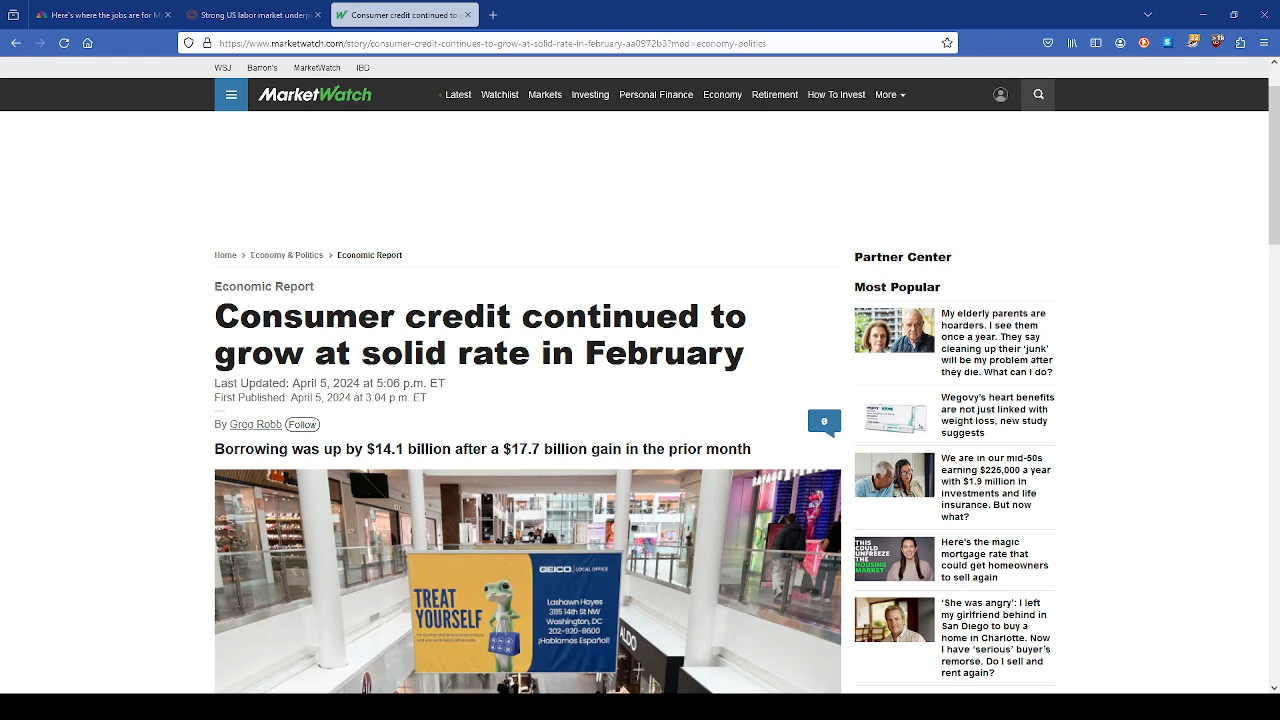 Here's where the jobs are for M
Strong US labor market underp
Consumer credit continued to
https://www.marketwatch.com/story/consumer-credit-continues-to-grow-at-solid-rate-in-february-aa0972b3?mod=economy-politics
WSJ Barron's MarketWatch IBD
MarketWatch
Latest Watchlist Markets Investing Personal Finance Economy Retirement How To Invest More
Home > Economy & Politics > Economic Report
Economic Report
Consumer credit continued to
grow at solid rate in February
Last Updated: April 5, 2024 at 5:06 p.m. ET
First Published: April 5, 2024 at 3:04 p.m. ET
By Greg Robb Follow
0
Borrowing was up by $14.1 billion after a $17.7 billion gain in the prior month
TREAT
YOURSELF
GEICO LOCAL OFFICE
Lashawn Hayes
3115 14th St NW
Washington, DC
202-920-8600
¡Hablamos Español!
ALDO
Partner Center
Most Popular
My elderly parents are
hoarders. I see them
once a year. They say
cleaning up their 'junk'
will be my problem after
they die. What can I do?
Wegovy's heart benefits
are not just linked with
weight loss, new study
suggests
We are in our mid-50s
earning $225,000 a year
with $1.9 million in
investments and life
insurance. But now
what?
THIS
COULD
UNFREEZE
THE
HOUSING
MARKET
Here's the magic
mortgage rate that
could get homeowners
to sell again
'She was angry': I left
my girlfriend behind in
San Diego to buy a
home in Charlotte. Now
I have 'serious' buyer's
remorse. Do I sell and
rent again?